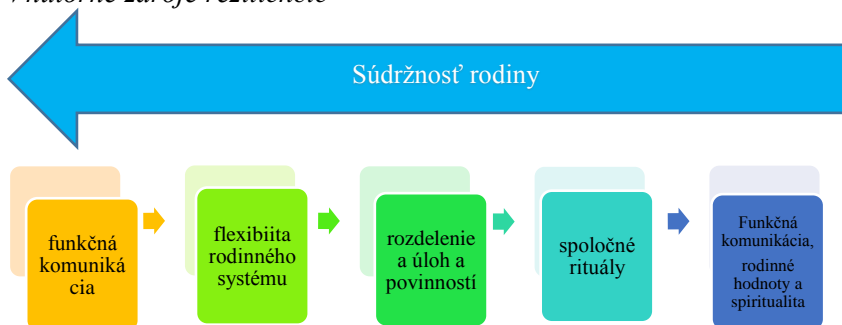 Súdržnosť rodiny
funkčná
komuniká
cia
flexibiita
rodinného
systému
rozdelenie
a úloh a
povinností
spoločné
rituály
Funkčná
komunikácia,
rodinné
hodnoty a
spiritualita